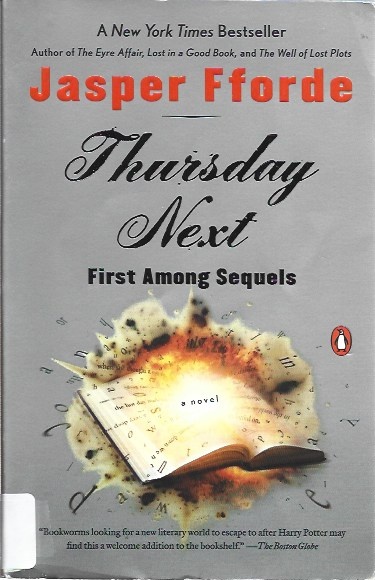 A New York Times Bestseller
Author of The Eyre Affair, Lost in a Good Book, and The Well of Lost Plots
Jasper Fforde
Thursday
Next
First Among Sequels
a novel
"Bookworms looking for a new literary world to escape to after Harry Potter may
find this a welcome addition to the bookshelf." —The Boston Globe